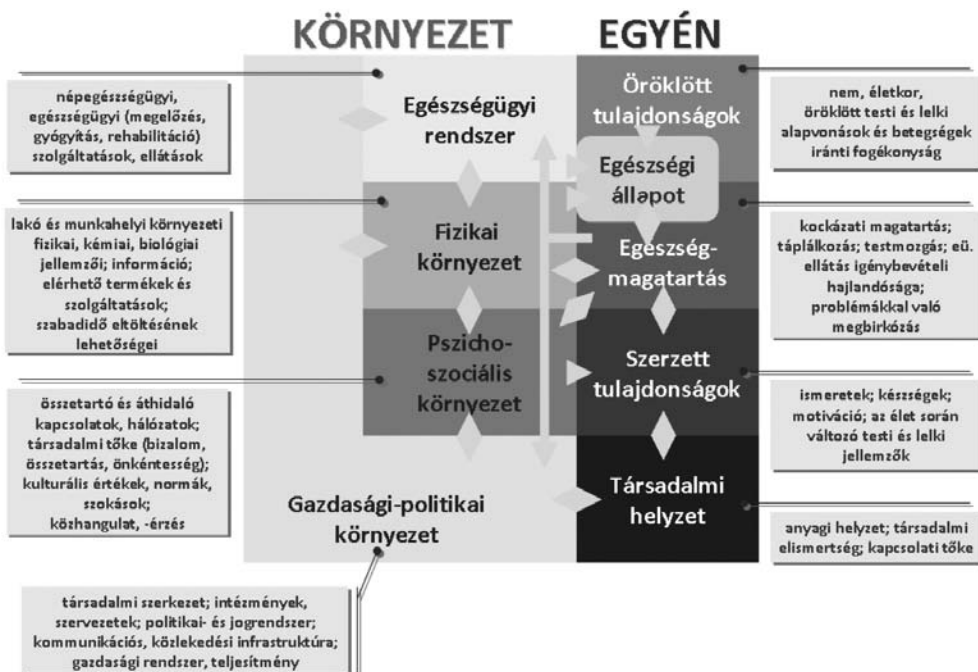 KÖRNYEZET
EGYÉN
népegészségügyi,
egészségügyi (megelőzés,
gyógyítás, rehabilitáció)
szolgáltatások, ellátások
lakó és munkahelyi környezeti
fizikai, kémiai, biológiai
jellemzői; információ;
elérhető termékek és
szolgáltatások;
szabadidő eltöltésének
lehetőségei
összetartó és áthidaló
kapcsolatok, hálózatok;
társadalmi tőke (bizalom,
összetartás, önkéntesség);
kulturális értékek, normák,
szokások;
közhangulat, -érzés
társadalmi szerkezet; intézmények,
szervezetek; politikai- és jogrendszer;
kommunikációs, közlekedési infrastruktúra;
gazdasági rendszer, teljesítmény
Egészségügyi
rendszer
Fizikai
környezet
Pszicho-
szociális
környezet
Gazdasági-politikai
környezet
Öröklött
tulajdonságok
Egészségi
állapot
Egészség-
magatartás
Szerzett
tulajdonságok
Társadalmi
helyzet
nem, életkor,
öröklött testi és lelki
alapvonások és betegségek
iránti fogékonyság
kockázati magatartás;
táplálkozás; testmozgás; eü.
ellátás igénybevételi
hajlandósága;
problémákkal való
megbirkózás
ismeretek; készségek;
motiváció; az élet során
változó testi és lelki
jellemzők
anyagi helyzet; társadalmi
elismertség; kapcsolati tőke